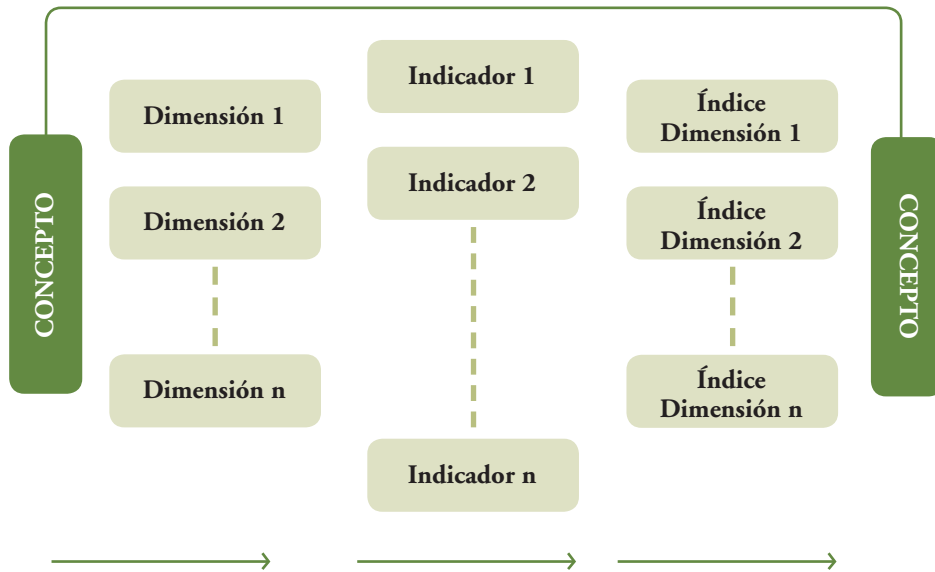 CONCEPTO
Dimensión 1
Dimensión 2
Dimensión n
Indicador 1
Indicador 2
Indicador n
Índice
Dimensión 1
Índice
Dimensión 2
Índice
Dimensión n
CONCEPTO